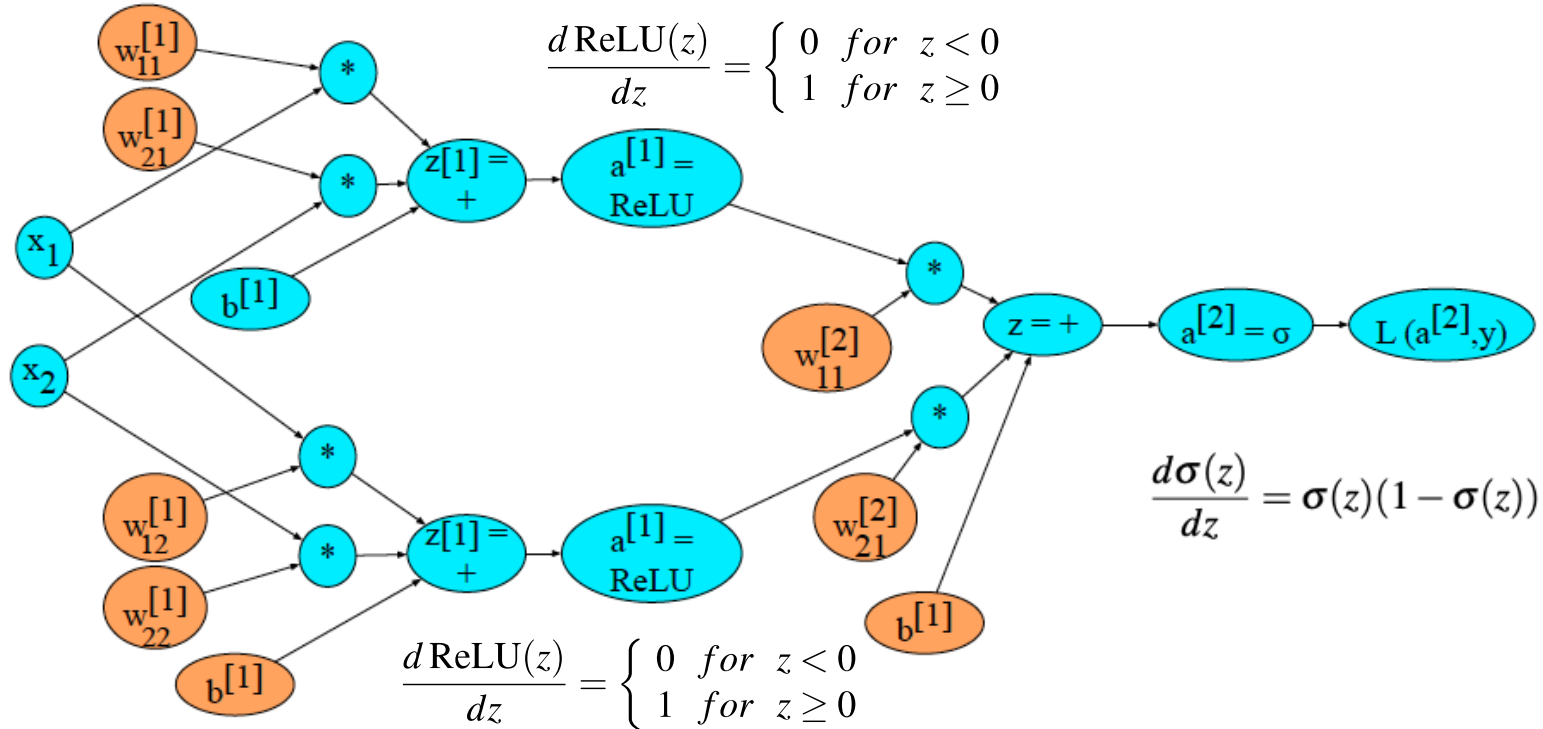 w[1]
11
*
d ReLU(z)
dz
= { 0 for z < 0
1 for z ≥ 0
w[1]
21
*
z[1] =
+
a[1] =
ReLU
x1
b[1]
*
w[2]
11
z = +
a[2] = σ
L (a[2],y)
x2
*
*
w[1]
12
*
w[1]
22
z[1] =
+
a[1] =
ReLU
w[2]
21
dσ(z)
dz
= σ(z)(1 − σ(z))
b[1]
b[1]
d ReLU(z)
dz
= { 0 for z < 0
1 for z ≥ 0